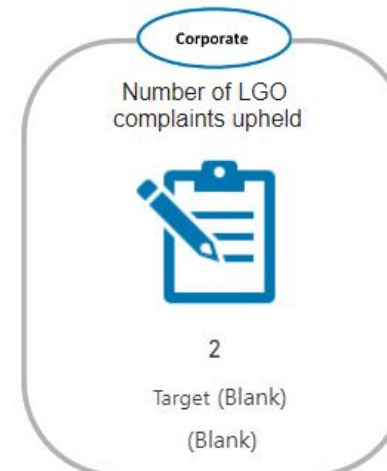 Corporate
Number of LGO
complaints upheld
2
Target (Blank)
(Blank)